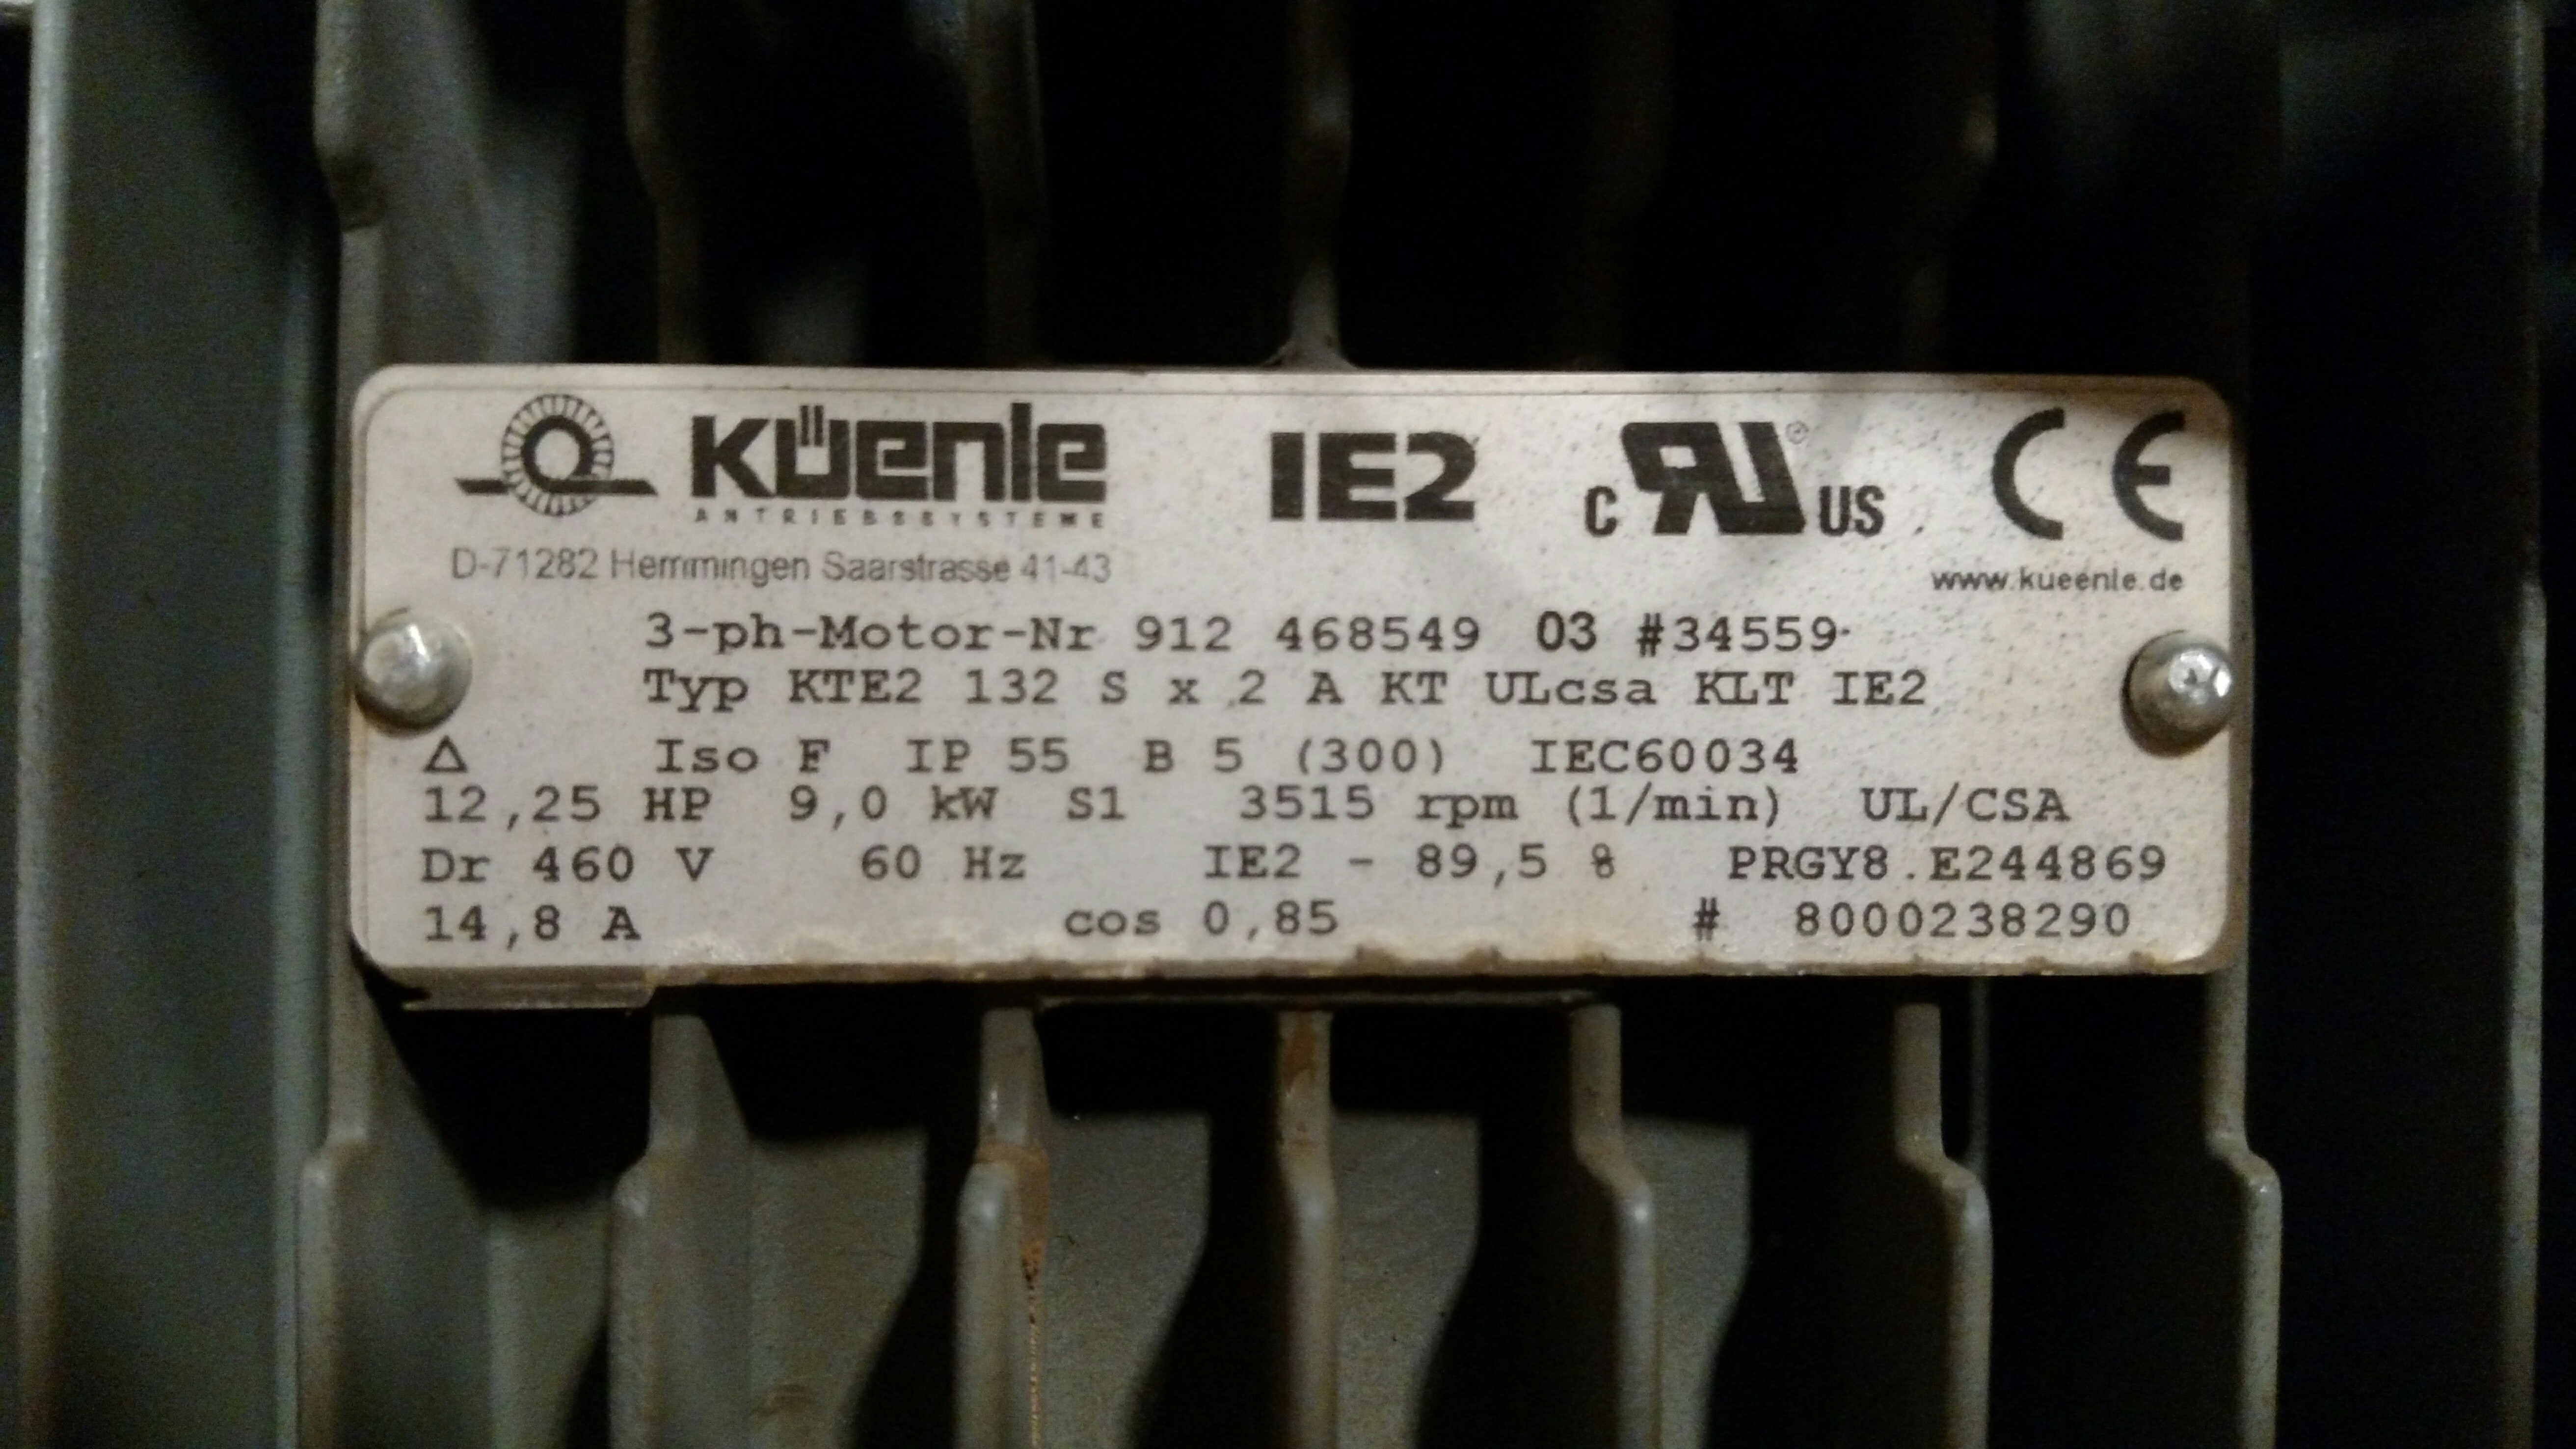 Küenle IE2 c RU® US CE
ANTRIEBSSYSTEME
D-71282 Hemmingen Saarstrasse 41-43
www.kueenle.de
3-ph-Motor-Nr 912 468549 03 #34559
Typ KTE2 132 S x 2 A KT ULcsa KLT IE2
Δ Iso F IP 55 B 5 (300) IEC60034
12,25 HP 9,0 kW S1 3515 rpm (1/min) UL/CSA
Dr 460 V 60 Hz IE2 - 89,5 % PRGY8.E244869
14,8 A cos 0,85 # 8000238290